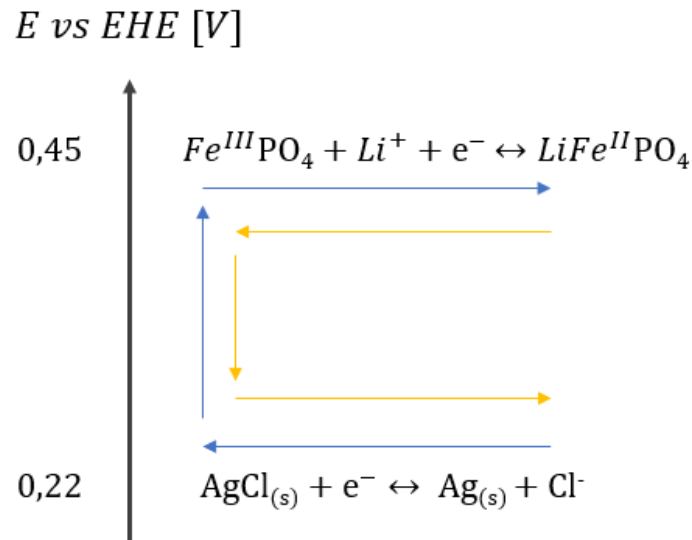 E vs EHE [V]
0,45 Fe^III PO₄ + Li⁺ + e⁻ ↔ LiFe^II PO₄
0,22 AgCl₍s₎ + e⁻ ↔ Ag₍s₎ + Cl⁻